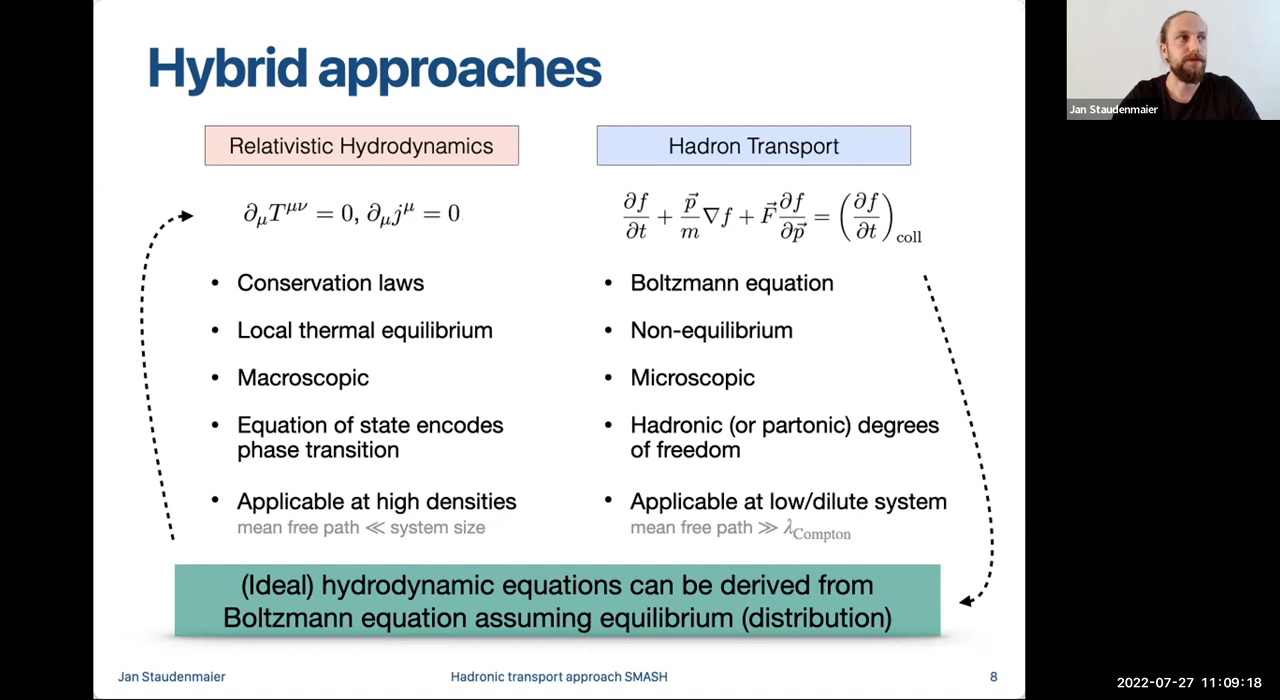 Hybrid approaches
Relativistic Hydrodynamics
∂_μ T^{μν} = 0, ∂_μ j^μ = 0
• Conservation laws
• Local thermal equilibrium
• Macroscopic
• Equation of state encodes
phase transition
• Applicable at high densities
mean free path ≪ system size
Hadron Transport
∂f/∂t + p⃗/m ∇f + F⃗ ∂f/∂p⃗ = (∂f/∂t)_coll
• Boltzmann equation
• Non-equilibrium
• Microscopic
• Hadronic (or partonic) degrees
of freedom
• Applicable at low/dilute system
mean free path ≫ λ_Compton
(Ideal) hydrodynamic equations can be derived from
Boltzmann equation assuming equilibrium (distribution)
Jan Staudenmaier
Hadronic transport approach SMASH
8
Jan Staudenmaier
2022-07-27 11:09:18